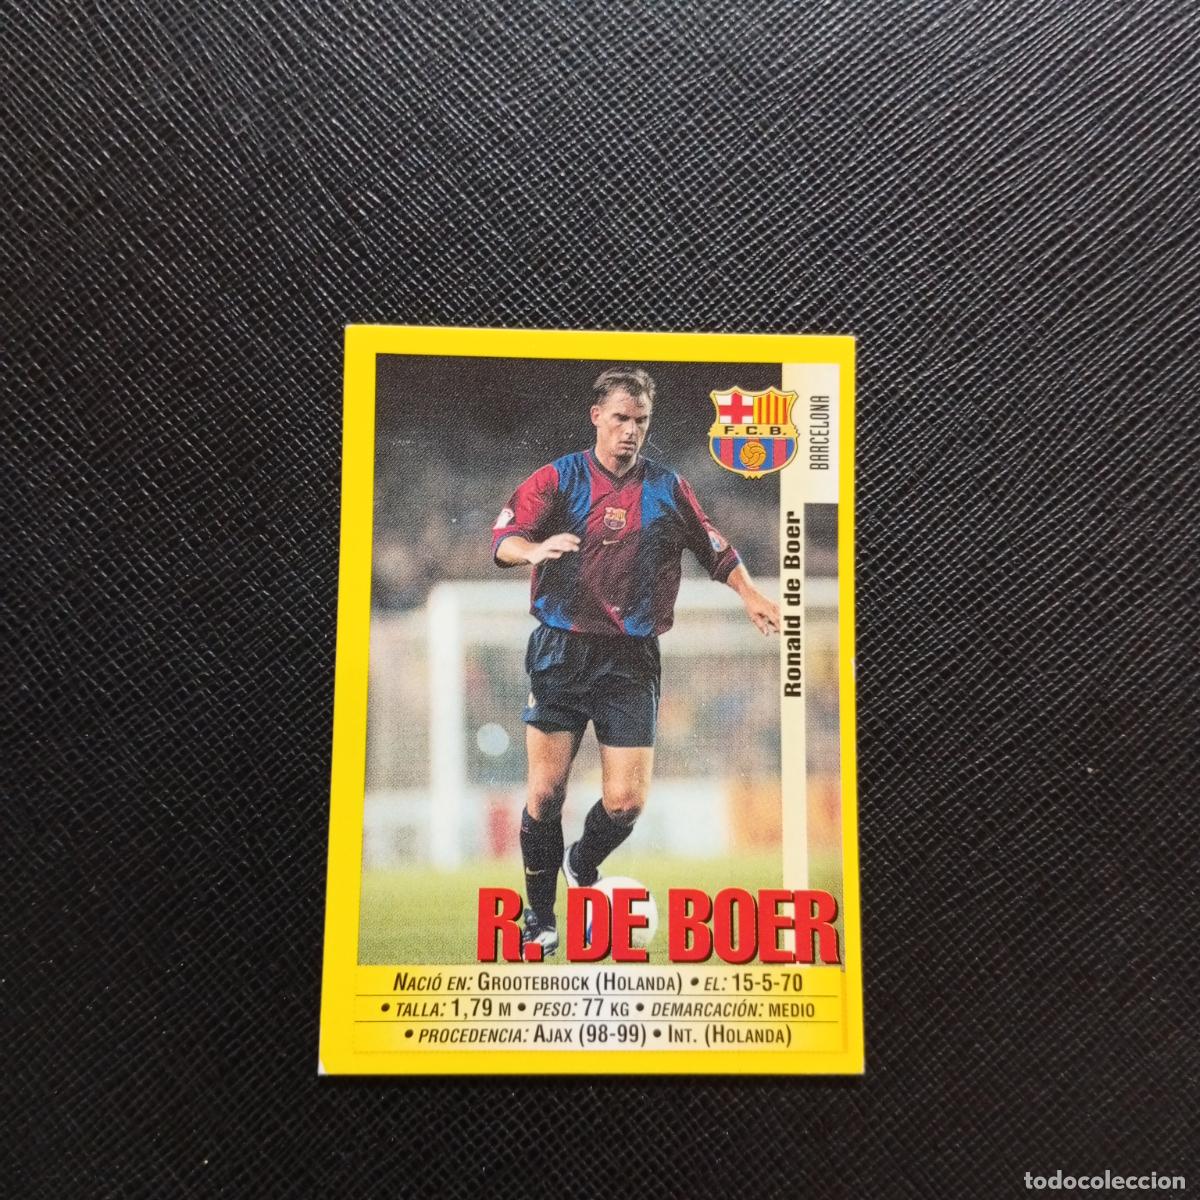 F. C. B.
BARCELONA
Ronald de Boer
R. DE BOER
NACIÓ EN: GROOTEBROCK (HOLANDA) • EL: 15-5-70
• TALLA: 1,79 M • PESO: 77 KG • DEMARCACIÓN: MEDIO
• PROCEDENCIA: AJAX (98-99) • INT. (HOLANDA)
todocoleccion